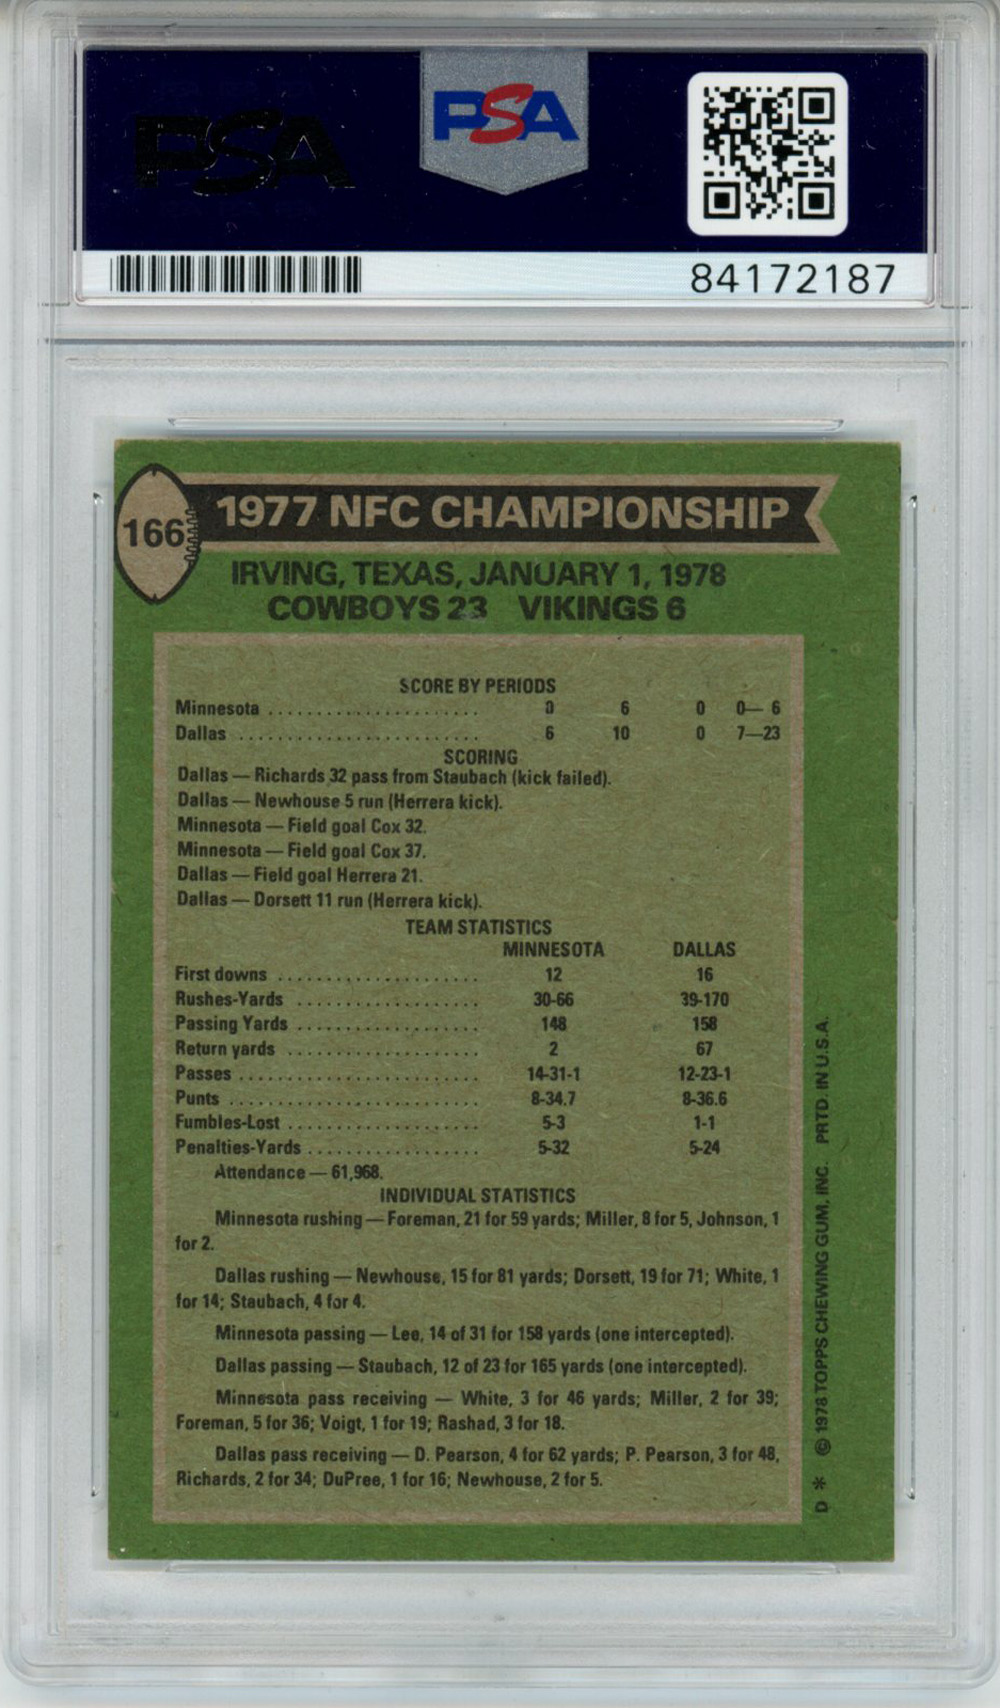 PSA
PSA
84172187
166
1977 NFC CHAMPIONSHIP
IRVING, TEXAS, JANUARY 1, 1978
COWBOYS 23 VIKINGS 6
SCORE BY PERIODS
Minnesota ...................... 0 6 0 0— 6
Dallas ......................... 6 10 0 7—23
SCORING
Dallas — Richards 32 pass from Staubach (kick failed).
Dallas — Newhouse 5 run (Herrera kick).
Minnesota — Field goal Cox 32.
Minnesota — Field goal Cox 37.
Dallas — Field goal Herrera 21.
Dallas — Dorsett 11 run (Herrera kick).
TEAM STATISTICS
MINNESOTA DALLAS
First downs ..................... 12 16
Rushes-Yards ................... 30-66 39-170
Passing Yards ................... 148 158
Return yards .................... 2 67
Passes ......................... 14-31-1 12-23-1
Punts .......................... 8-34.7 8-36.6
Fumbles-Lost .................... 5-3 1-1
Penalties-Yards .................. 5-32 5-24
Attendance — 61,968.
INDIVIDUAL STATISTICS
Minnesota rushing — Foreman, 21 for 59 yards; Miller, 8 for 5, Johnson, 1
for 2.
Dallas rushing — Newhouse, 15 for 81 yards; Dorsett, 19 for 71; White, 1
for 14; Staubach, 4 for 4.
Minnesota passing — Lee, 14 of 31 for 158 yards (one intercepted).
Dallas passing — Staubach, 12 of 23 for 165 yards (one intercepted).
Minnesota pass receiving — White, 3 for 46 yards; Miller, 2 for 39;
Foreman, 5 for 36; Voigt, 1 for 19; Rashad, 3 for 18.
Dallas pass receiving — D. Pearson, 4 for 62 yards; P. Pearson, 3 for 48,
Richards, 2 for 34; DuPree, 1 for 16; Newhouse, 2 for 5.
D * © 1978 TOPPS CHEWING GUM, INC. PRTD. IN U.S.A.